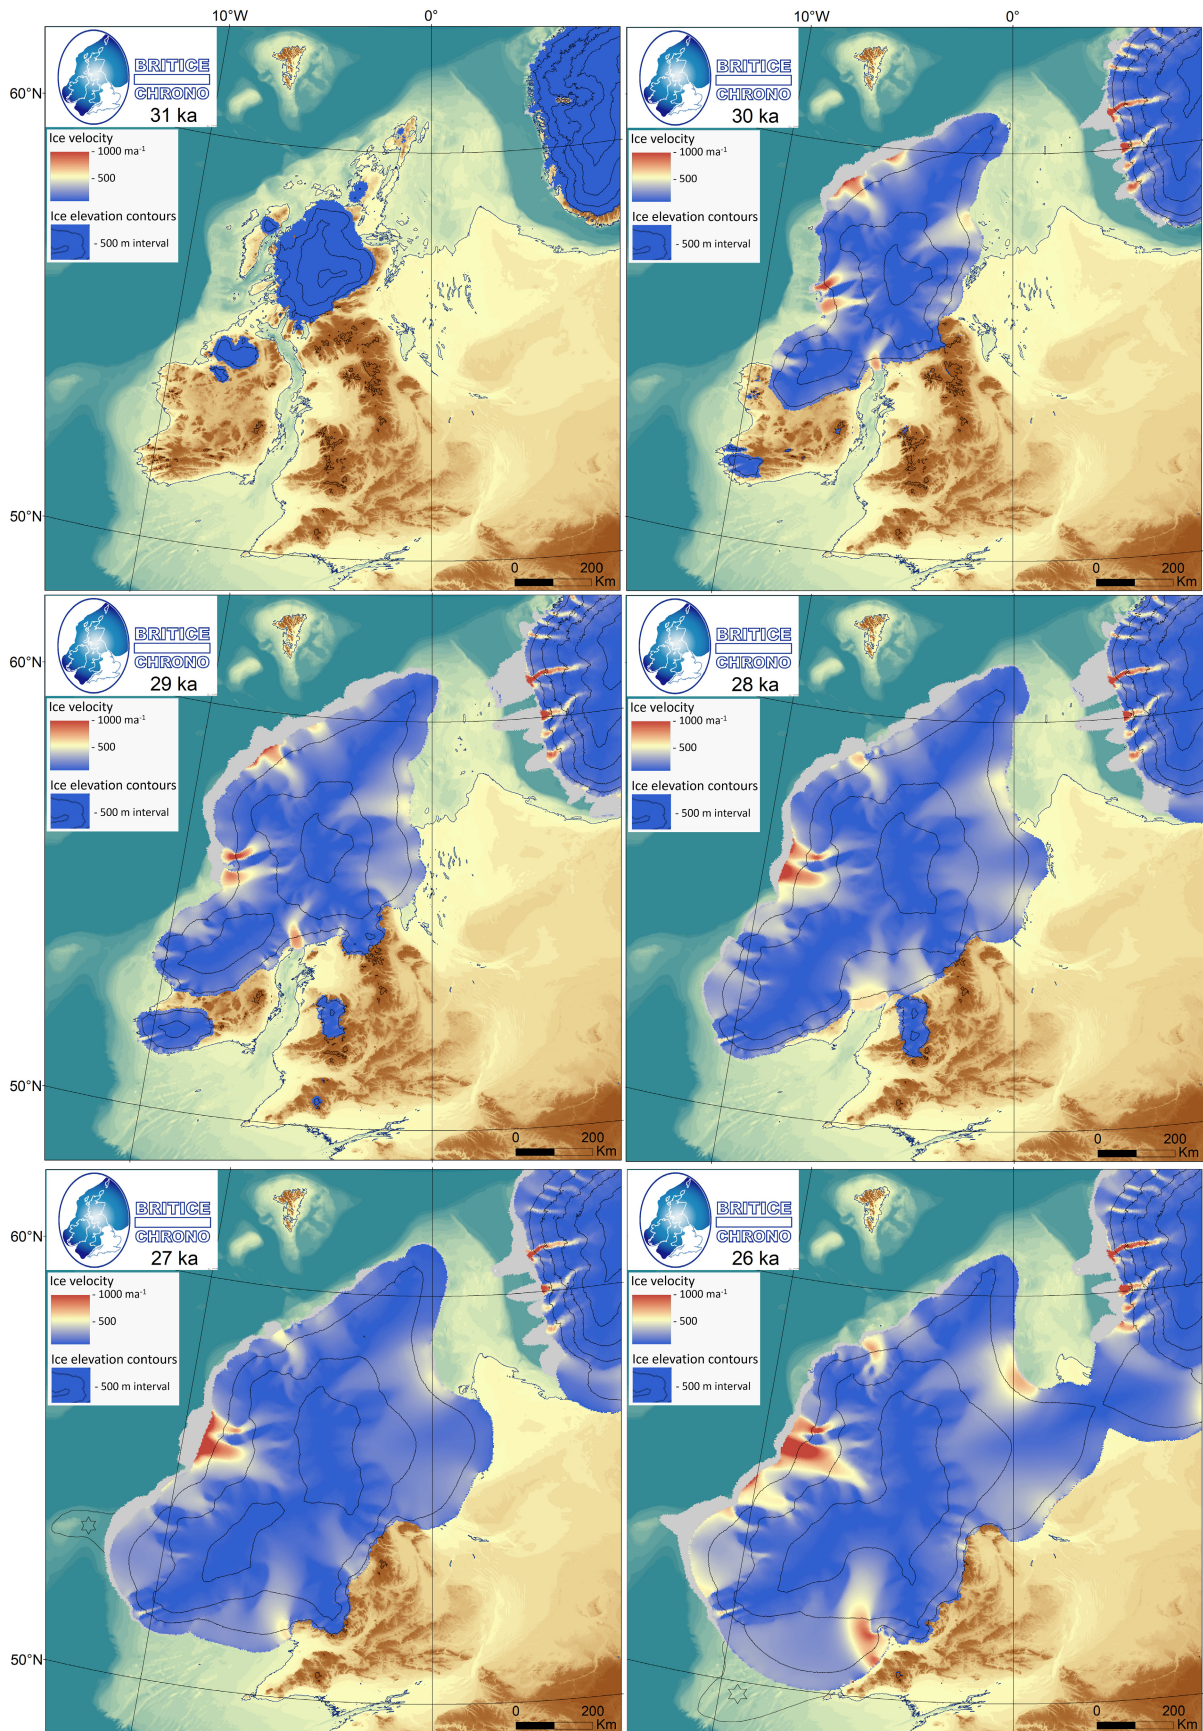 10°W 0° 10°W 0°
60°N
BRITICE
CHRONO
31 ka
Ice velocity
- 1000 ma-1
- 500
Ice elevation contours
- 500 m interval
50°N
0 200
Km
BRITICE
CHRONO
30 ka
Ice velocity
- 1000 ma-1
- 500
Ice elevation contours
- 500 m interval
0 200
Km
60°N
BRITICE
CHRONO
29 ka
Ice velocity
- 1000 ma-1
- 500
Ice elevation contours
- 500 m interval
50°N
0 200
Km
BRITICE
CHRONO
28 ka
Ice velocity
- 1000 ma-1
- 500
Ice elevation contours
- 500 m interval
0 200
Km
60°N
BRITICE
CHRONO
27 ka
Ice velocity
- 1000 ma-1
- 500
Ice elevation contours
- 500 m interval
50°N
0 200
Km
BRITICE
CHRONO
26 ka
Ice velocity
- 1000 ma-1
- 500
Ice elevation contours
- 500 m interval
0 200
Km